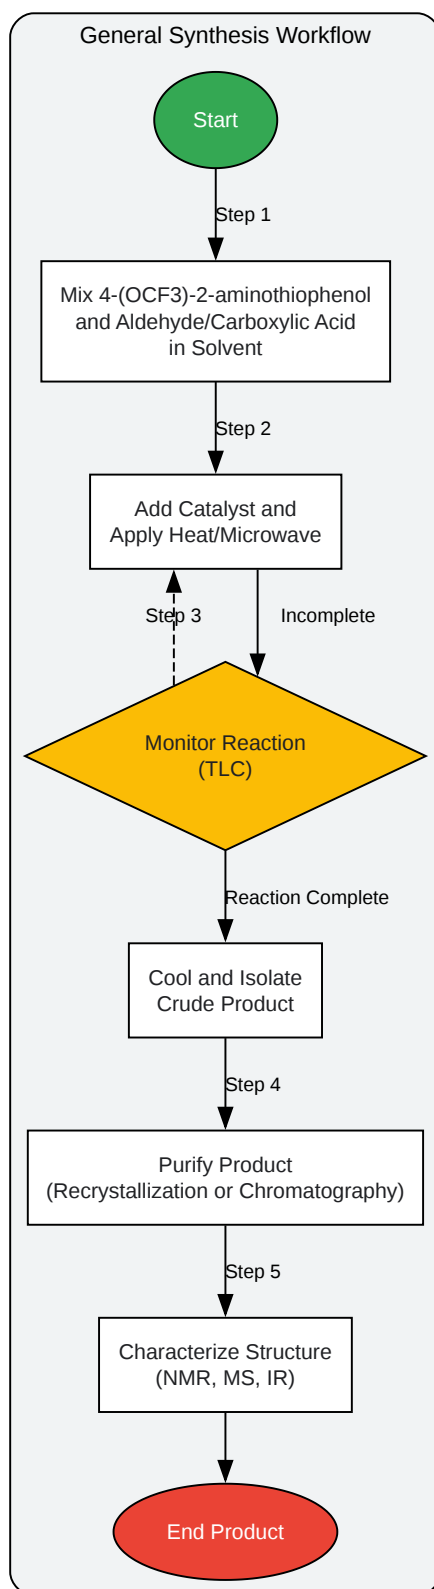 General Synthesis Workflow
Start
Step 1
Mix 4-(OCF3)-2-aminothiophenol
and Aldehyde/Carboxylic Acid
in Solvent
Step 2
Add Catalyst and
Apply Heat/Microwave
Step 3
Incomplete
Monitor Reaction
(TLC)
Reaction Complete
Cool and Isolate
Crude Product
Step 4
Purify Product
(Recrystallization or Chromatography)
Step 5
Characterize Structure
(NMR, MS, IR)
End Product